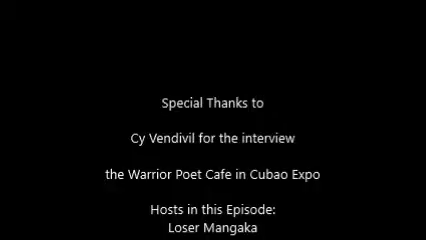 Special Thanks to
Cy Vendivil for the interview
the Warrior Poet Cafe in Cubao Expo
Hosts in this Episode:
Loser Mangaka